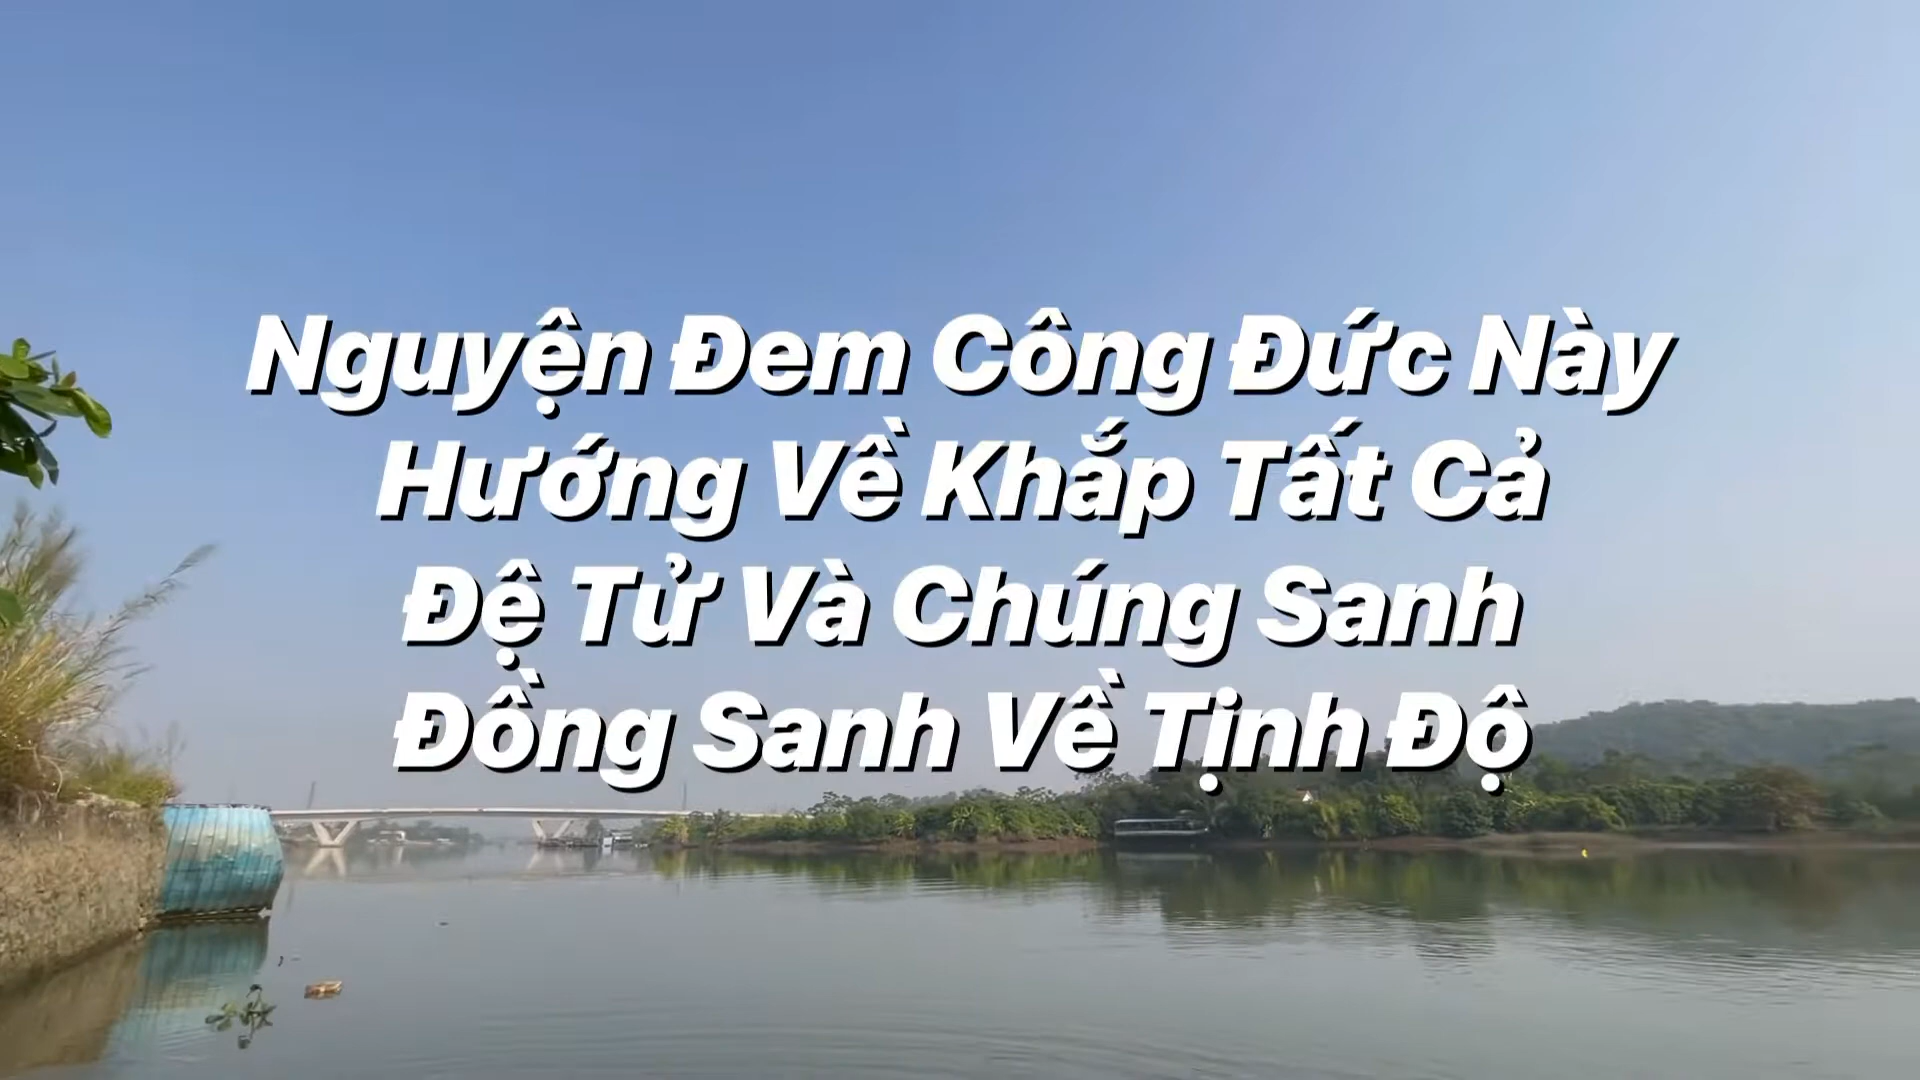 Nguyện Đem Công Đức Này
Hướng Về Khắp Tất Cả
Đệ Tử Và Chúng Sanh
Đồng Sanh Về Tịnh Độ